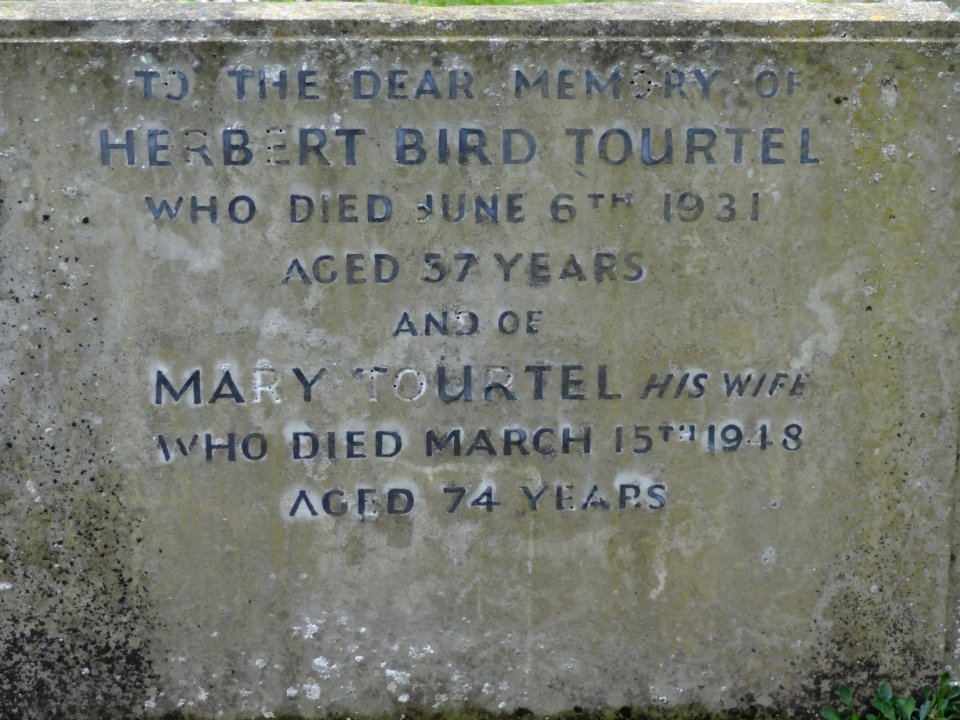 TO THE DEAR MEMORY OF
HERBERT BIRD TOURTEL
WHO DIED JUNE 6TH 1931
AGED 57 YEARS
AND OF
MARY TOURTEL HIS WIFE
WHO DIED MARCH 15TH 1948
AGED 74 YEARS